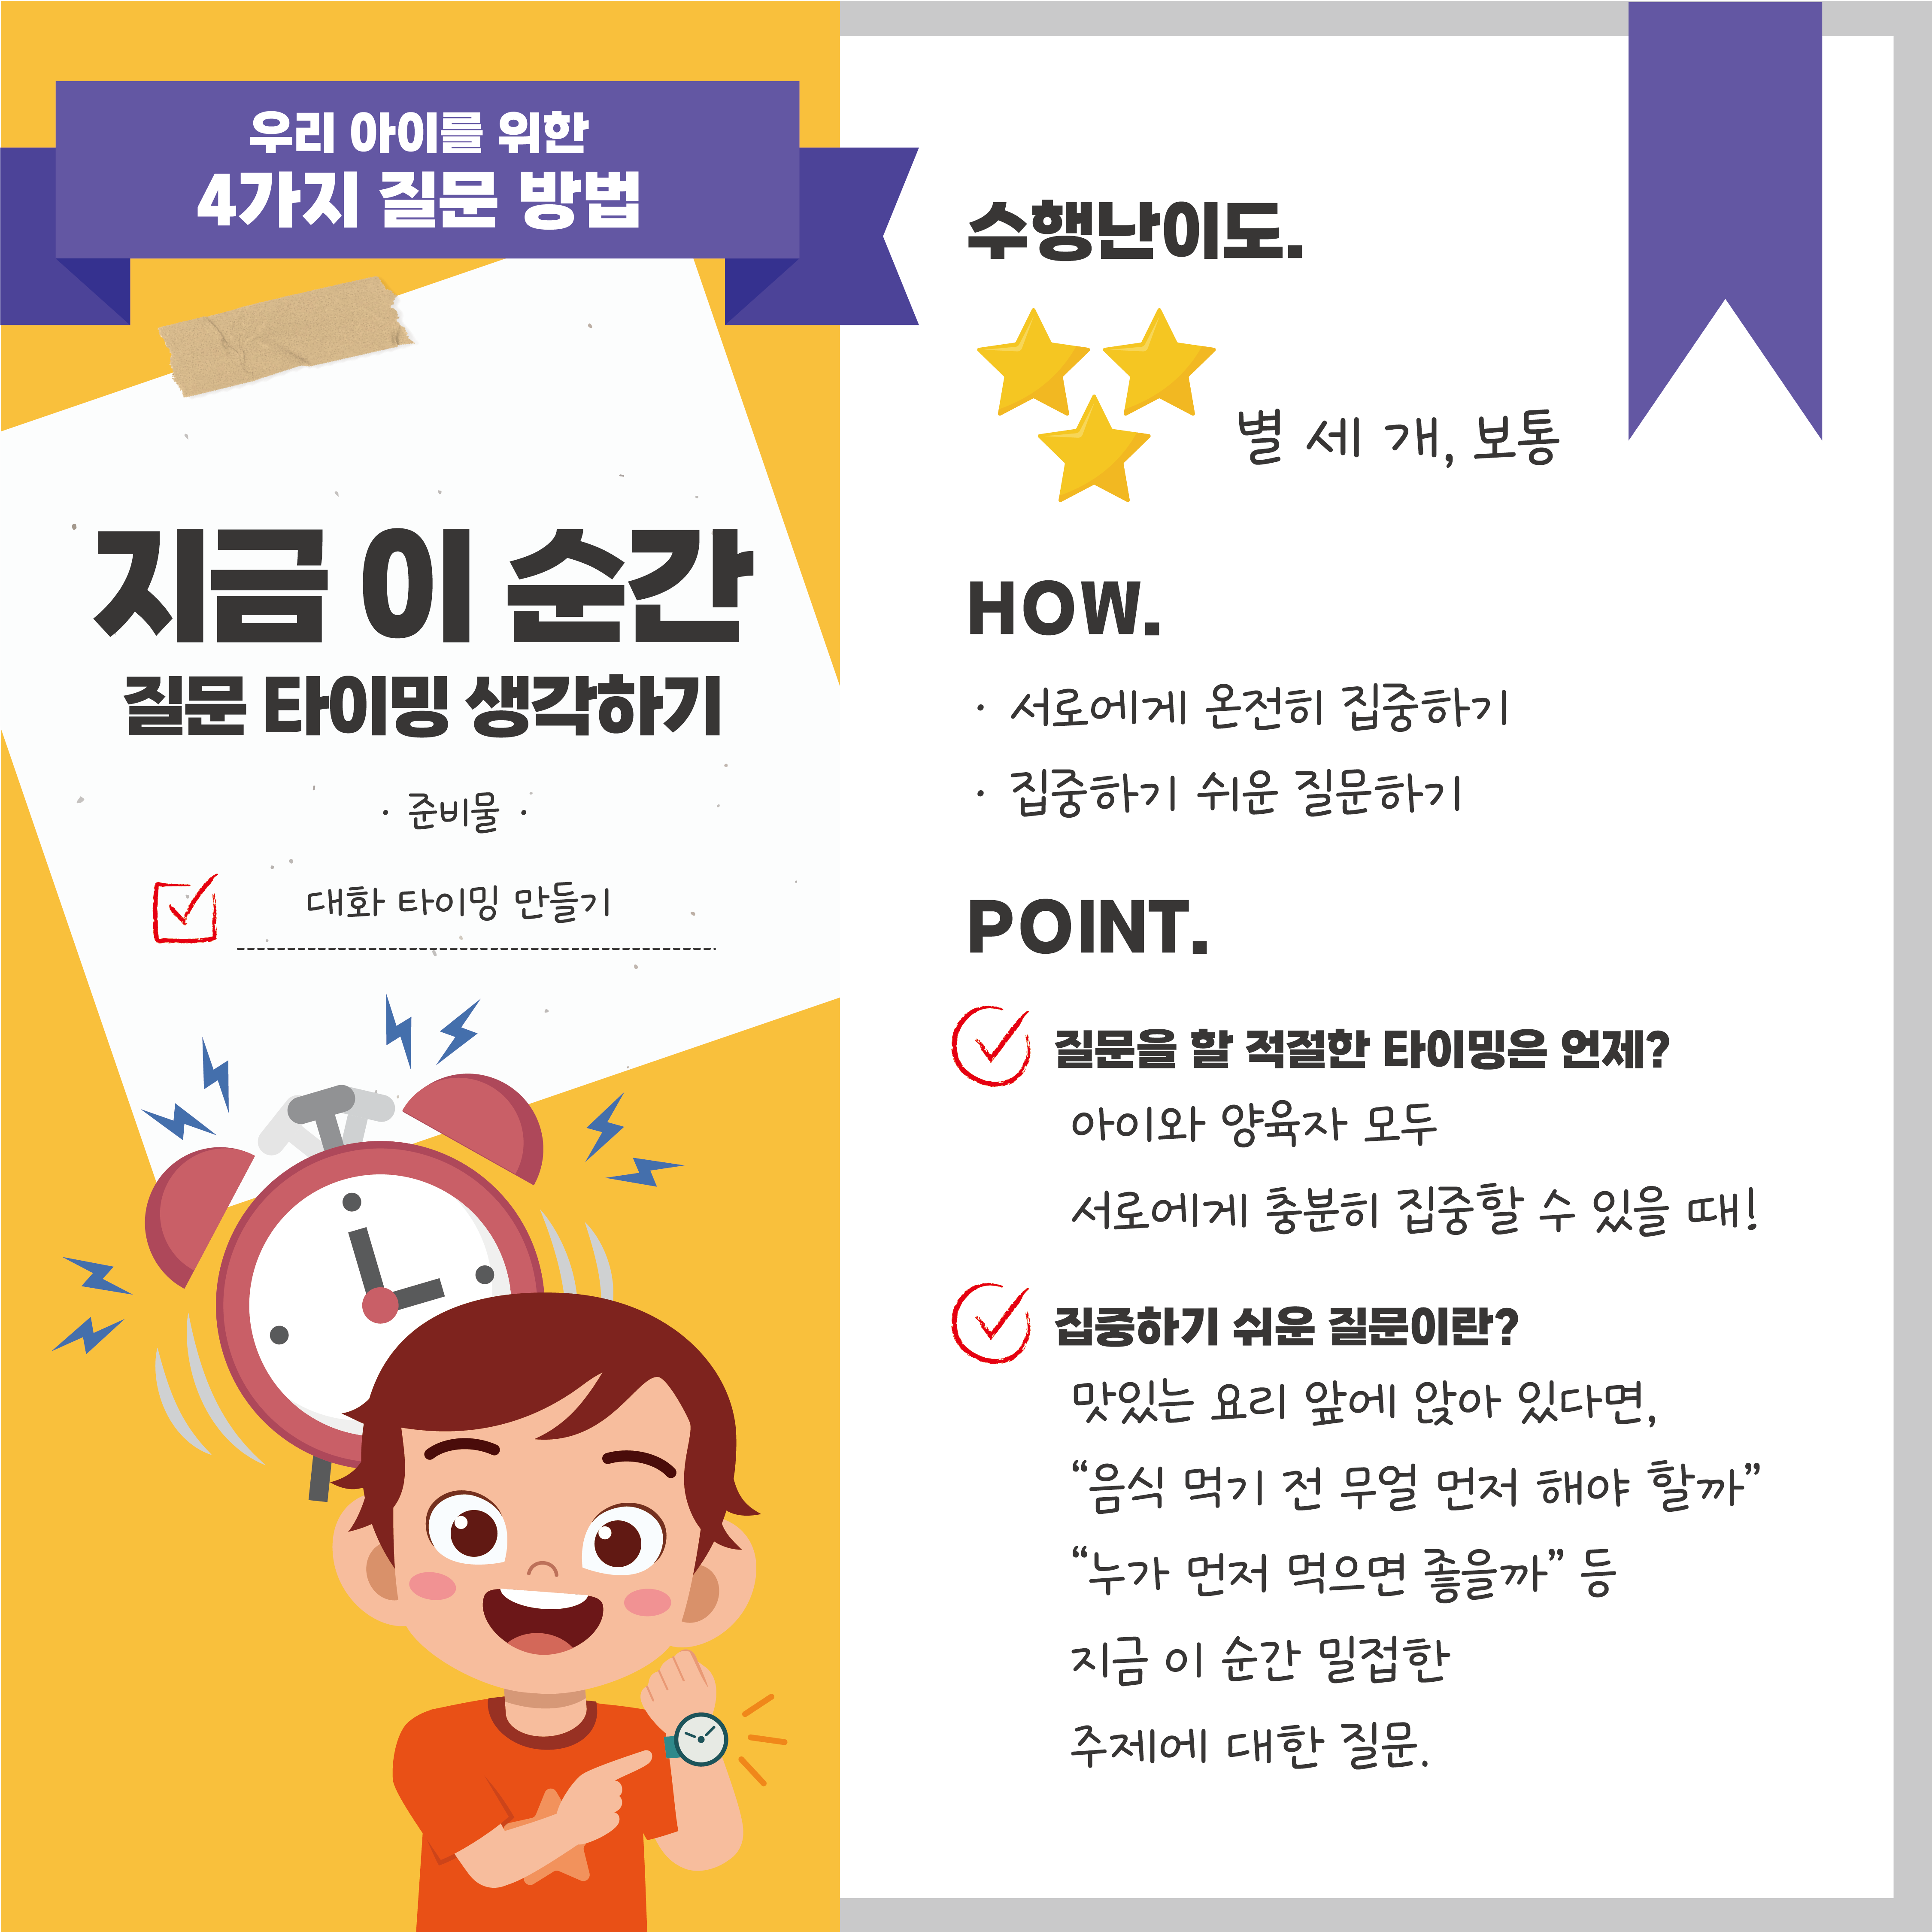 우리 아이를 위한
4가지 질문 방법
지금 이 순간
질문 타이밍 생각하기
· 준비물 ·
대화 타이밍 만들기
수행난이도.
별 세 개, 보통
HOW.
· 서로에게 온전히 집중하기
· 집중하기 쉬운 질문하기
POINT.
질문을 할 적절한 타이밍은 언제?
아이와 양육자 모두
서로에게 충분히 집중할 수 있을 때!
집중하기 쉬운 질문이란?
맛있는 요리 앞에 앉아 있다면,
“음식 먹기 전 무얼 먼저 해야 할까”
“누가 먼저 먹으면 좋을까” 등
지금 이 순간 밀접한
주제에 대한 질문.